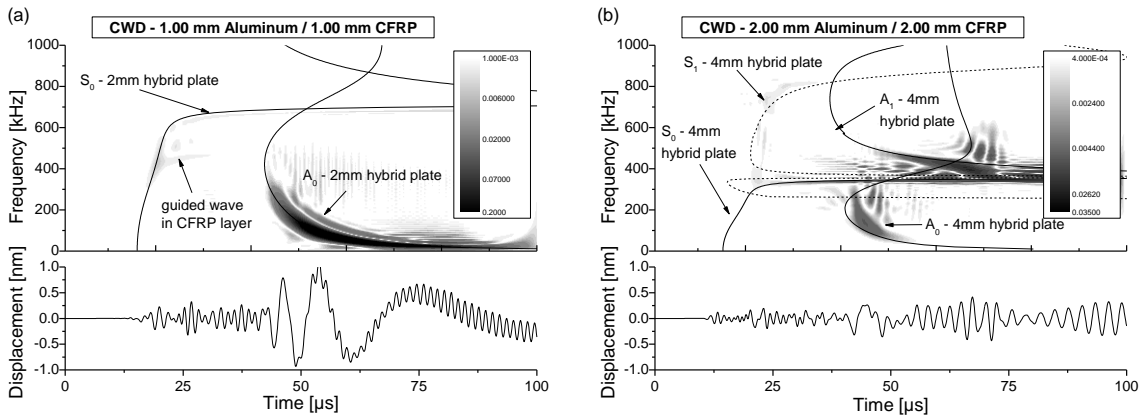 (a)
CWD - 1.00 mm Aluminum / 1.00 mm CFRP
1000
800
600
400
200
0
Frequency [kHz]
S0 - 2mm hybrid plate
guided wave
in CFRP layer
A0 - 2mm hybrid plate
1.000E-03
0.006000
0.02000
0.07000
0.2000
1.0
0.5
0.0
-0.5
-1.0
Displacement [nm]
0
25
50
75
100
Time [µs]
(b)
CWD - 2.00 mm Aluminum / 2.00 mm CFRP
1000
800
600
400
200
0
Frequency [kHz]
S1 - 4mm hybrid plate
S0 - 4mm
hybrid plate
A1 - 4mm
hybrid plate
A0 - 4mm hybrid plate
4.000E-04
0.002400
0.004400
0.02620
0.03500
1.0
0.5
0.0
-0.5
-1.0
Displacement [nm]
0
25
50
75
100
Time [µs]